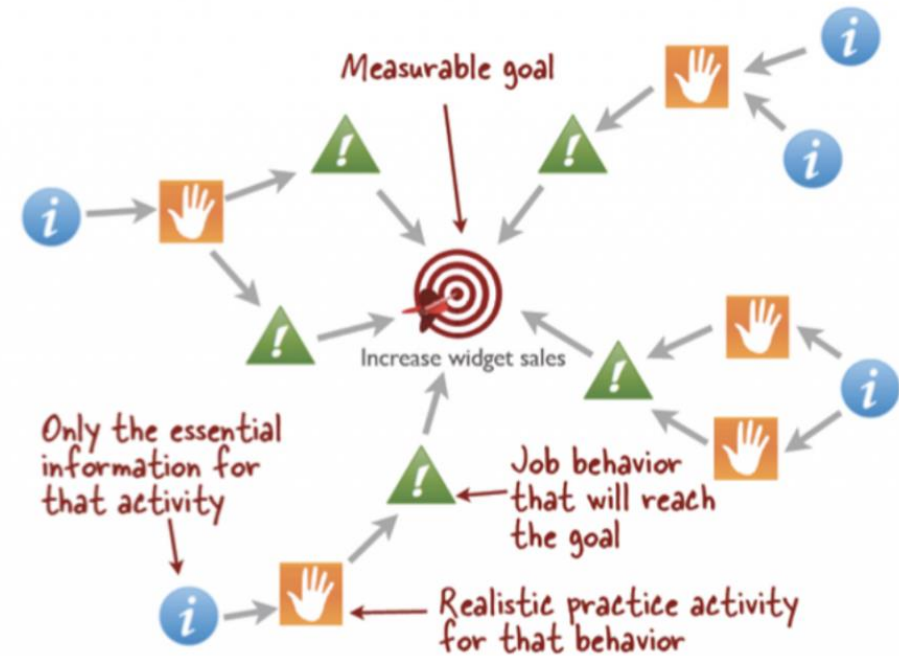 Measurable goal
Increase widget sales
Only the essential
information for
that activity
Job behavior
that will reach
the goal
Realistic practice activity
for that behavior
i
i
i
i
i
!
!
!
!
!